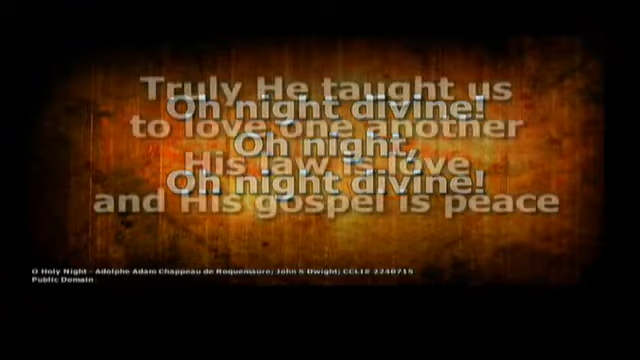 Truly He taught us
Oh night divine!
to love one another
Oh night,
His law is love
Oh night divine!
and His gospel is peace
O Holy Night - Adolphe Adam Chappeau de Roquemaure; John S Dwight; CCLI# 2240715
Public Domain